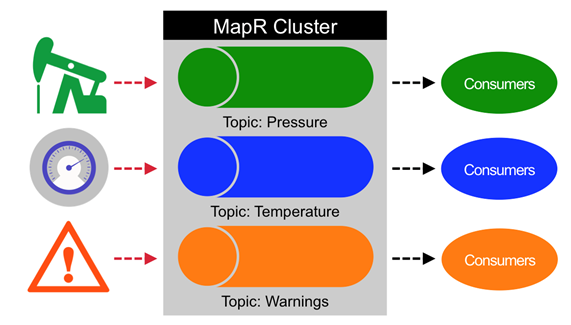 MapR Cluster
Consumers
Topic: Pressure
Consumers
Topic: Temperature
Consumers
Topic: Warnings